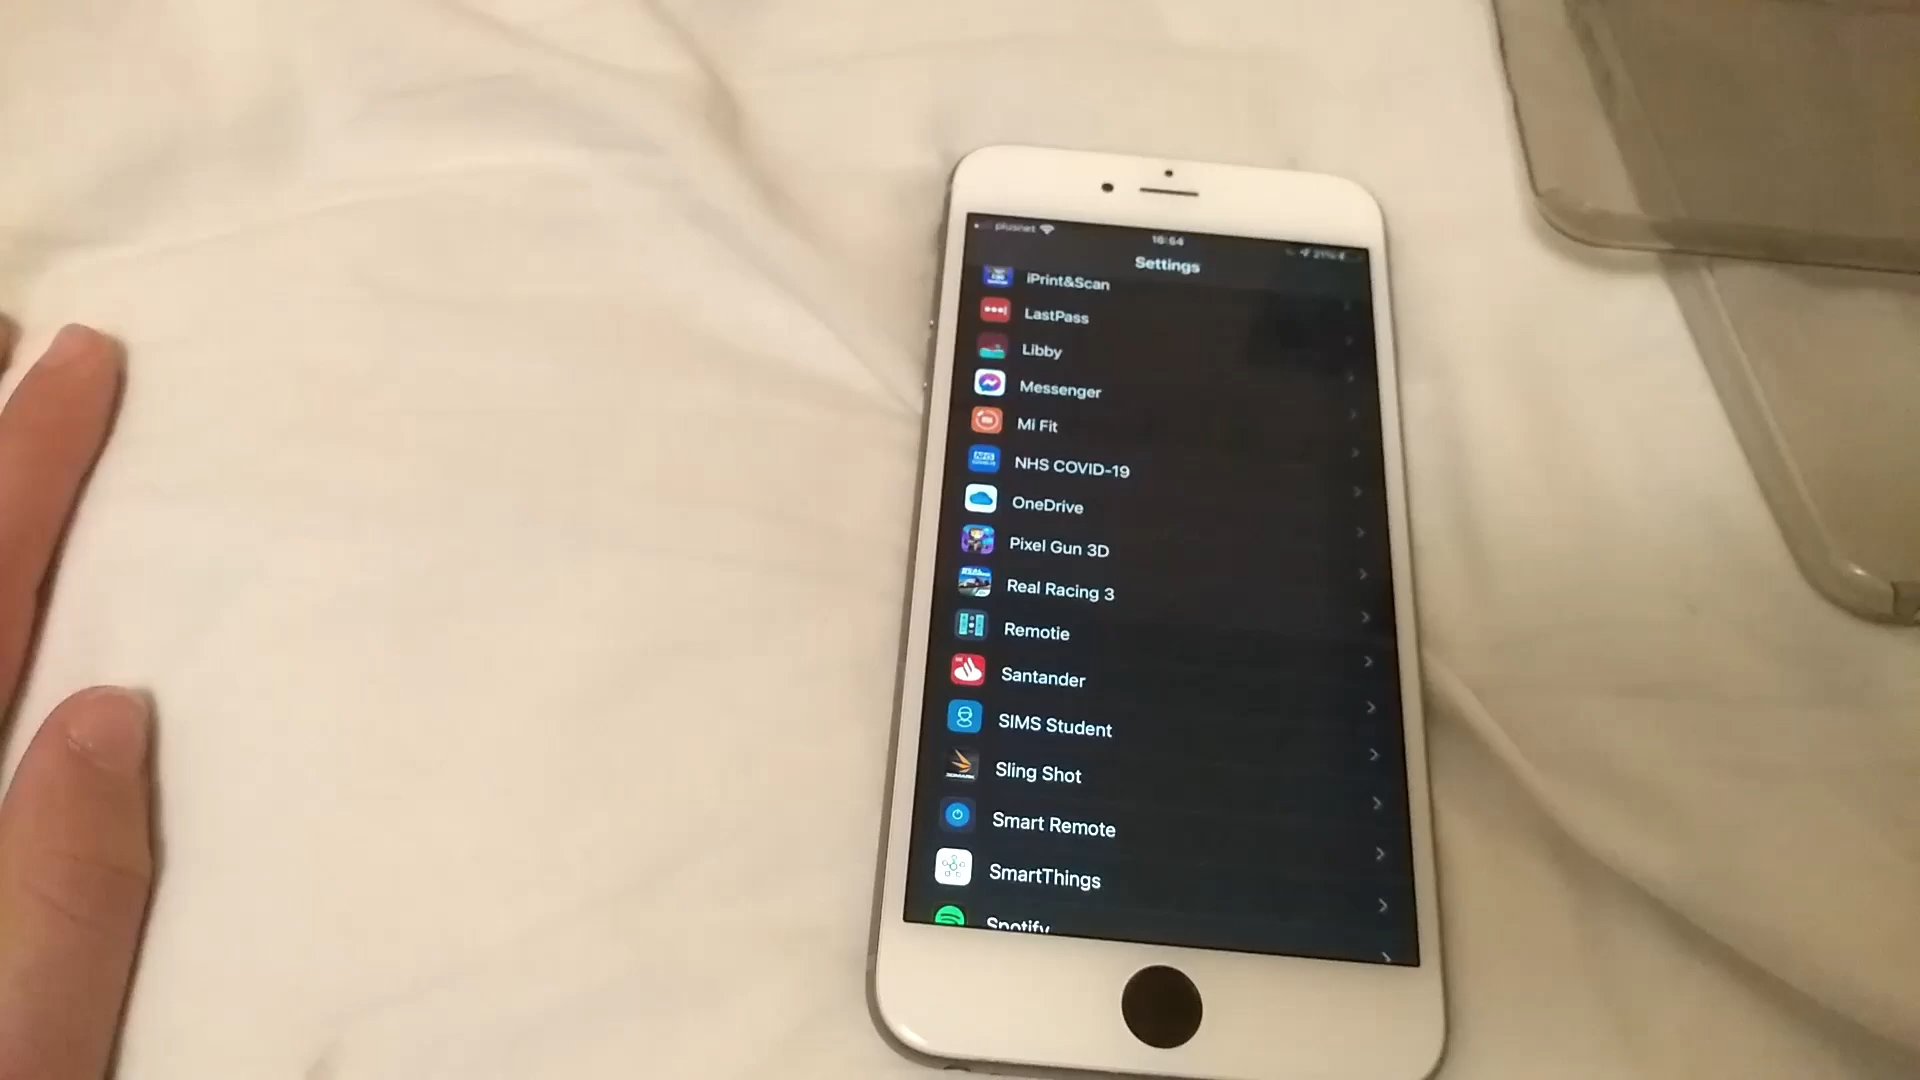 plusnet
16:54
21%
Settings
iPrint&Scan
LastPass
Libby
Messenger
Mi Fit
NHS COVID-19
OneDrive
Pixel Gun 3D
Real Racing 3
Remotie
Santander
SIMS Student
Sling Shot
Smart Remote
SmartThings
Spotify